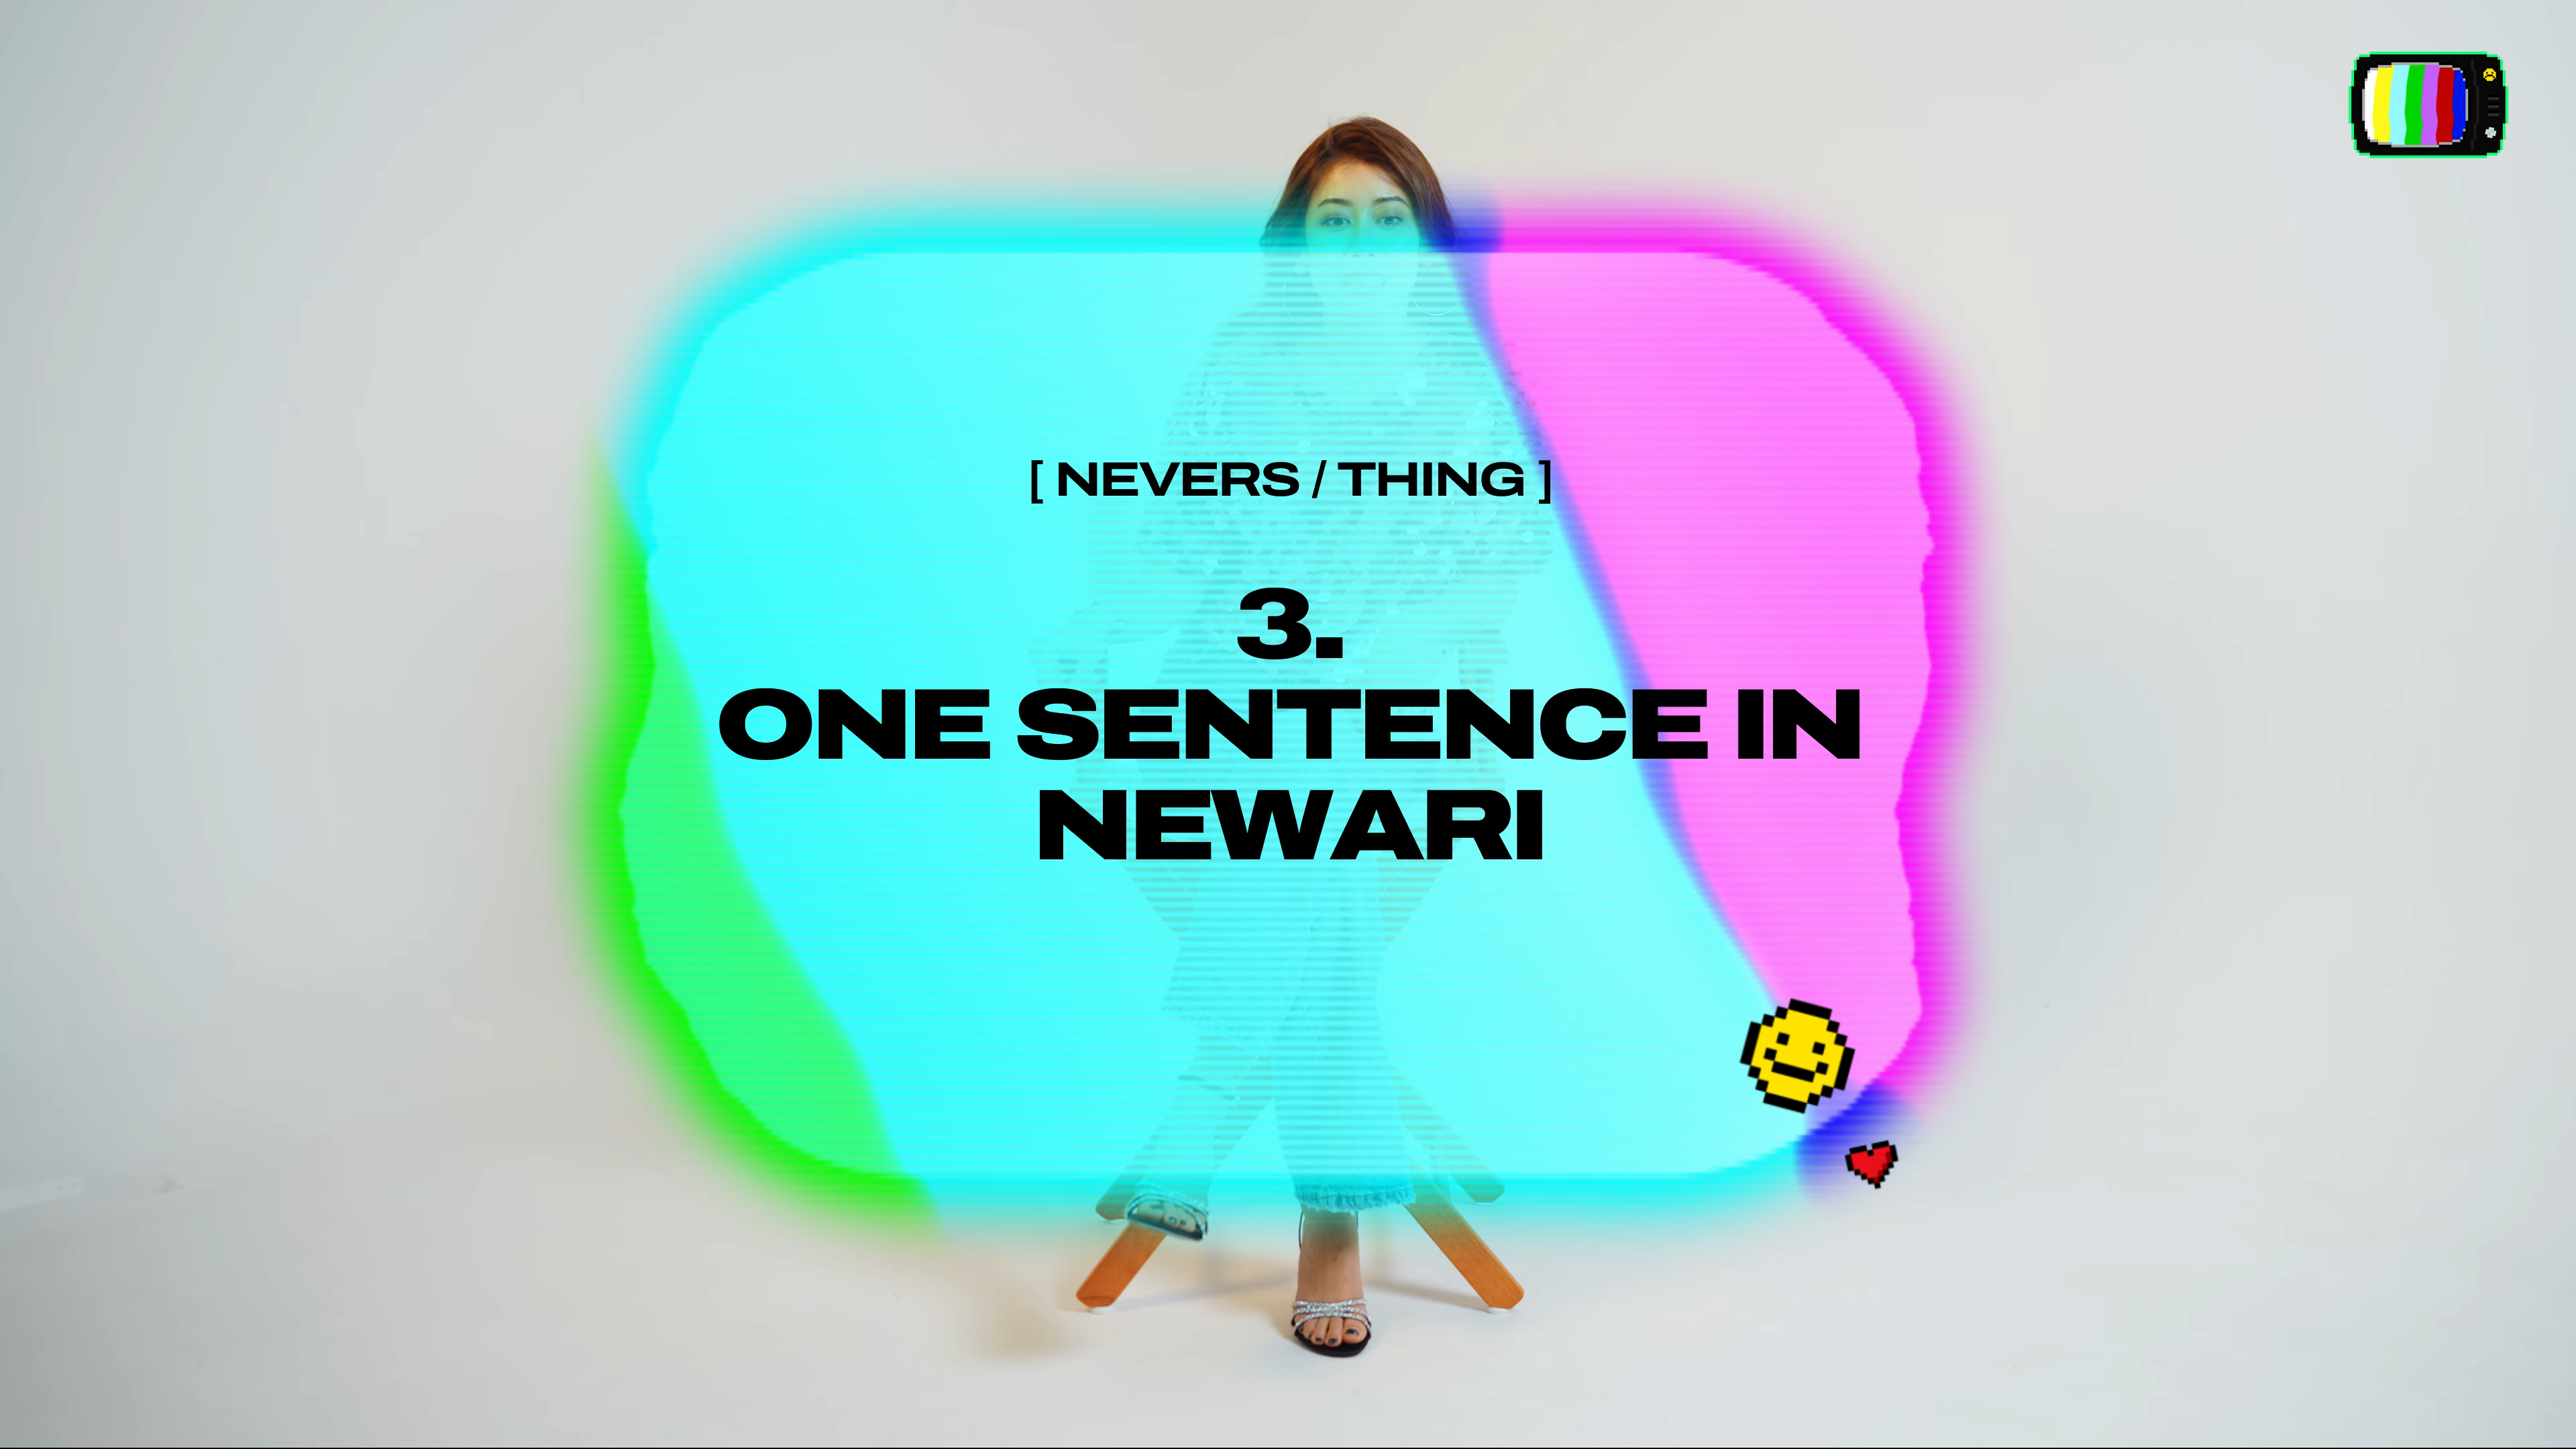 [ NEVERS / THING ]
3.
ONE SENTENCE IN
NEWARI